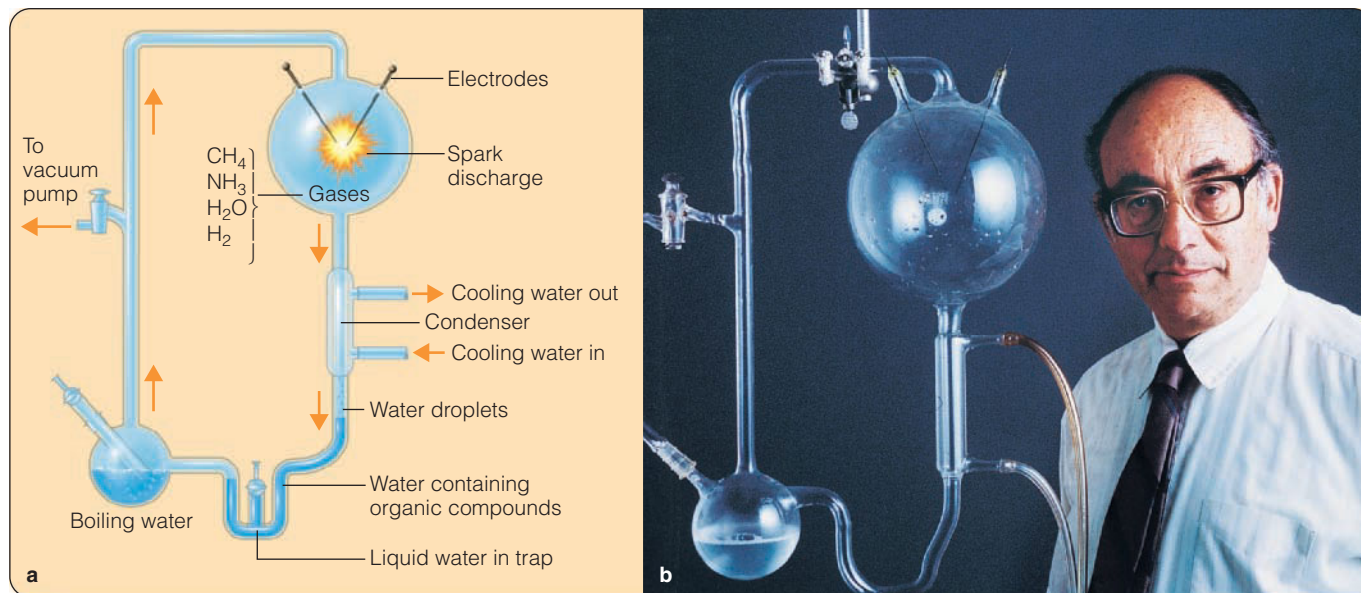 Electrodes
To
vacuum
pump
CH₄
NH₃
H₂O
H₂
Gases
Spark
discharge
Cooling water out
Condenser
Cooling water in
Water droplets
Water containing
organic compounds
Boiling water
Liquid water in trap
a
b